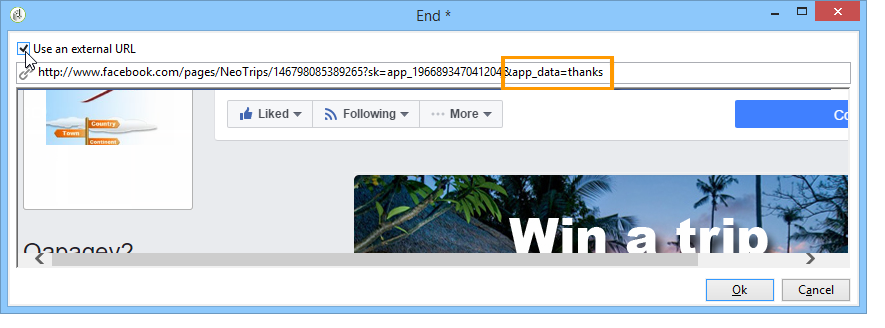 End *
Use an external URL
http://www.facebook.com/pages/NeoTrips/146798085389265?sk=app_196689347041204&app_data=thanks
Country
Town
Continent
Liked
Following
More
Co
Win a trip
Qapagev2
Ok
Cancel